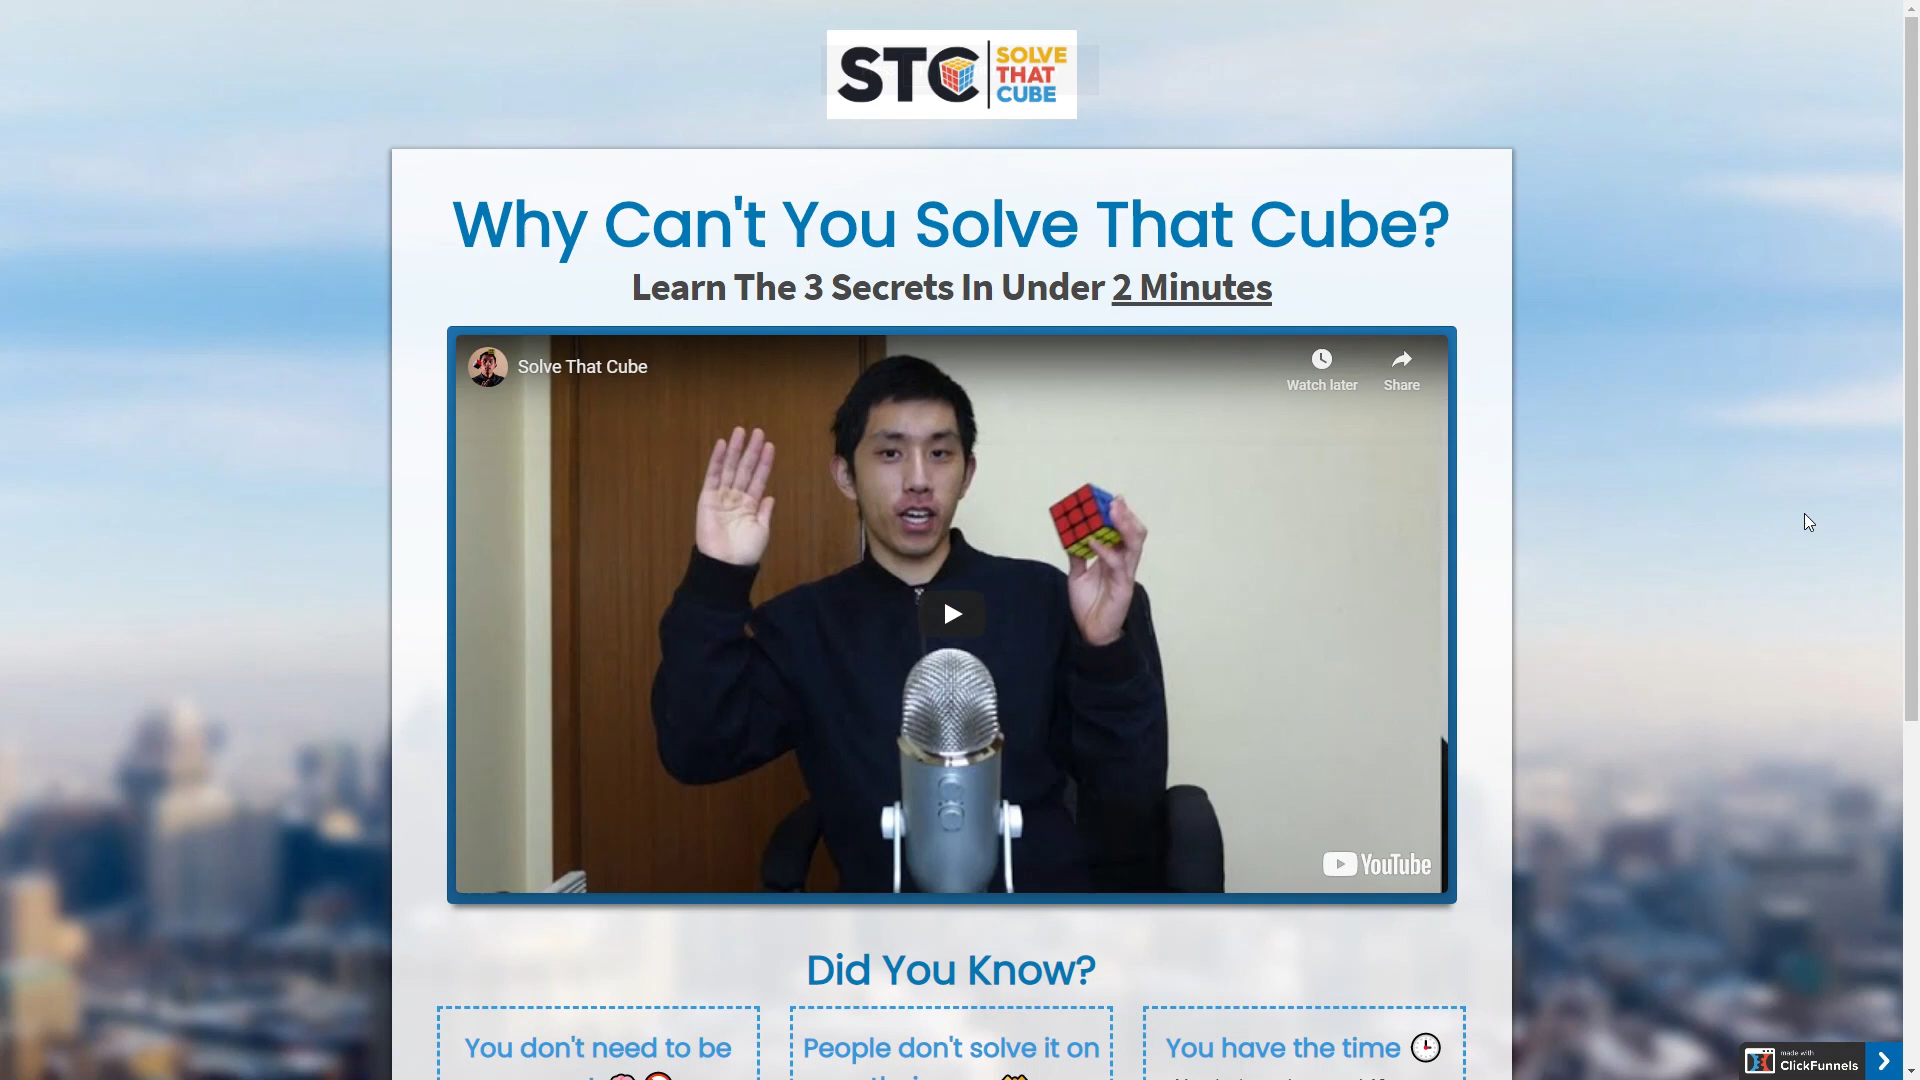 STC
SOLVE
THAT
CUBE
Why Can't You Solve That Cube?
Learn The 3 Secrets In Under 2 Minutes
Solve That Cube
Watch later
Share
YouTube
Did You Know?
You don't need to be
People don't solve it on
You have the time
made with
ClickFunnels